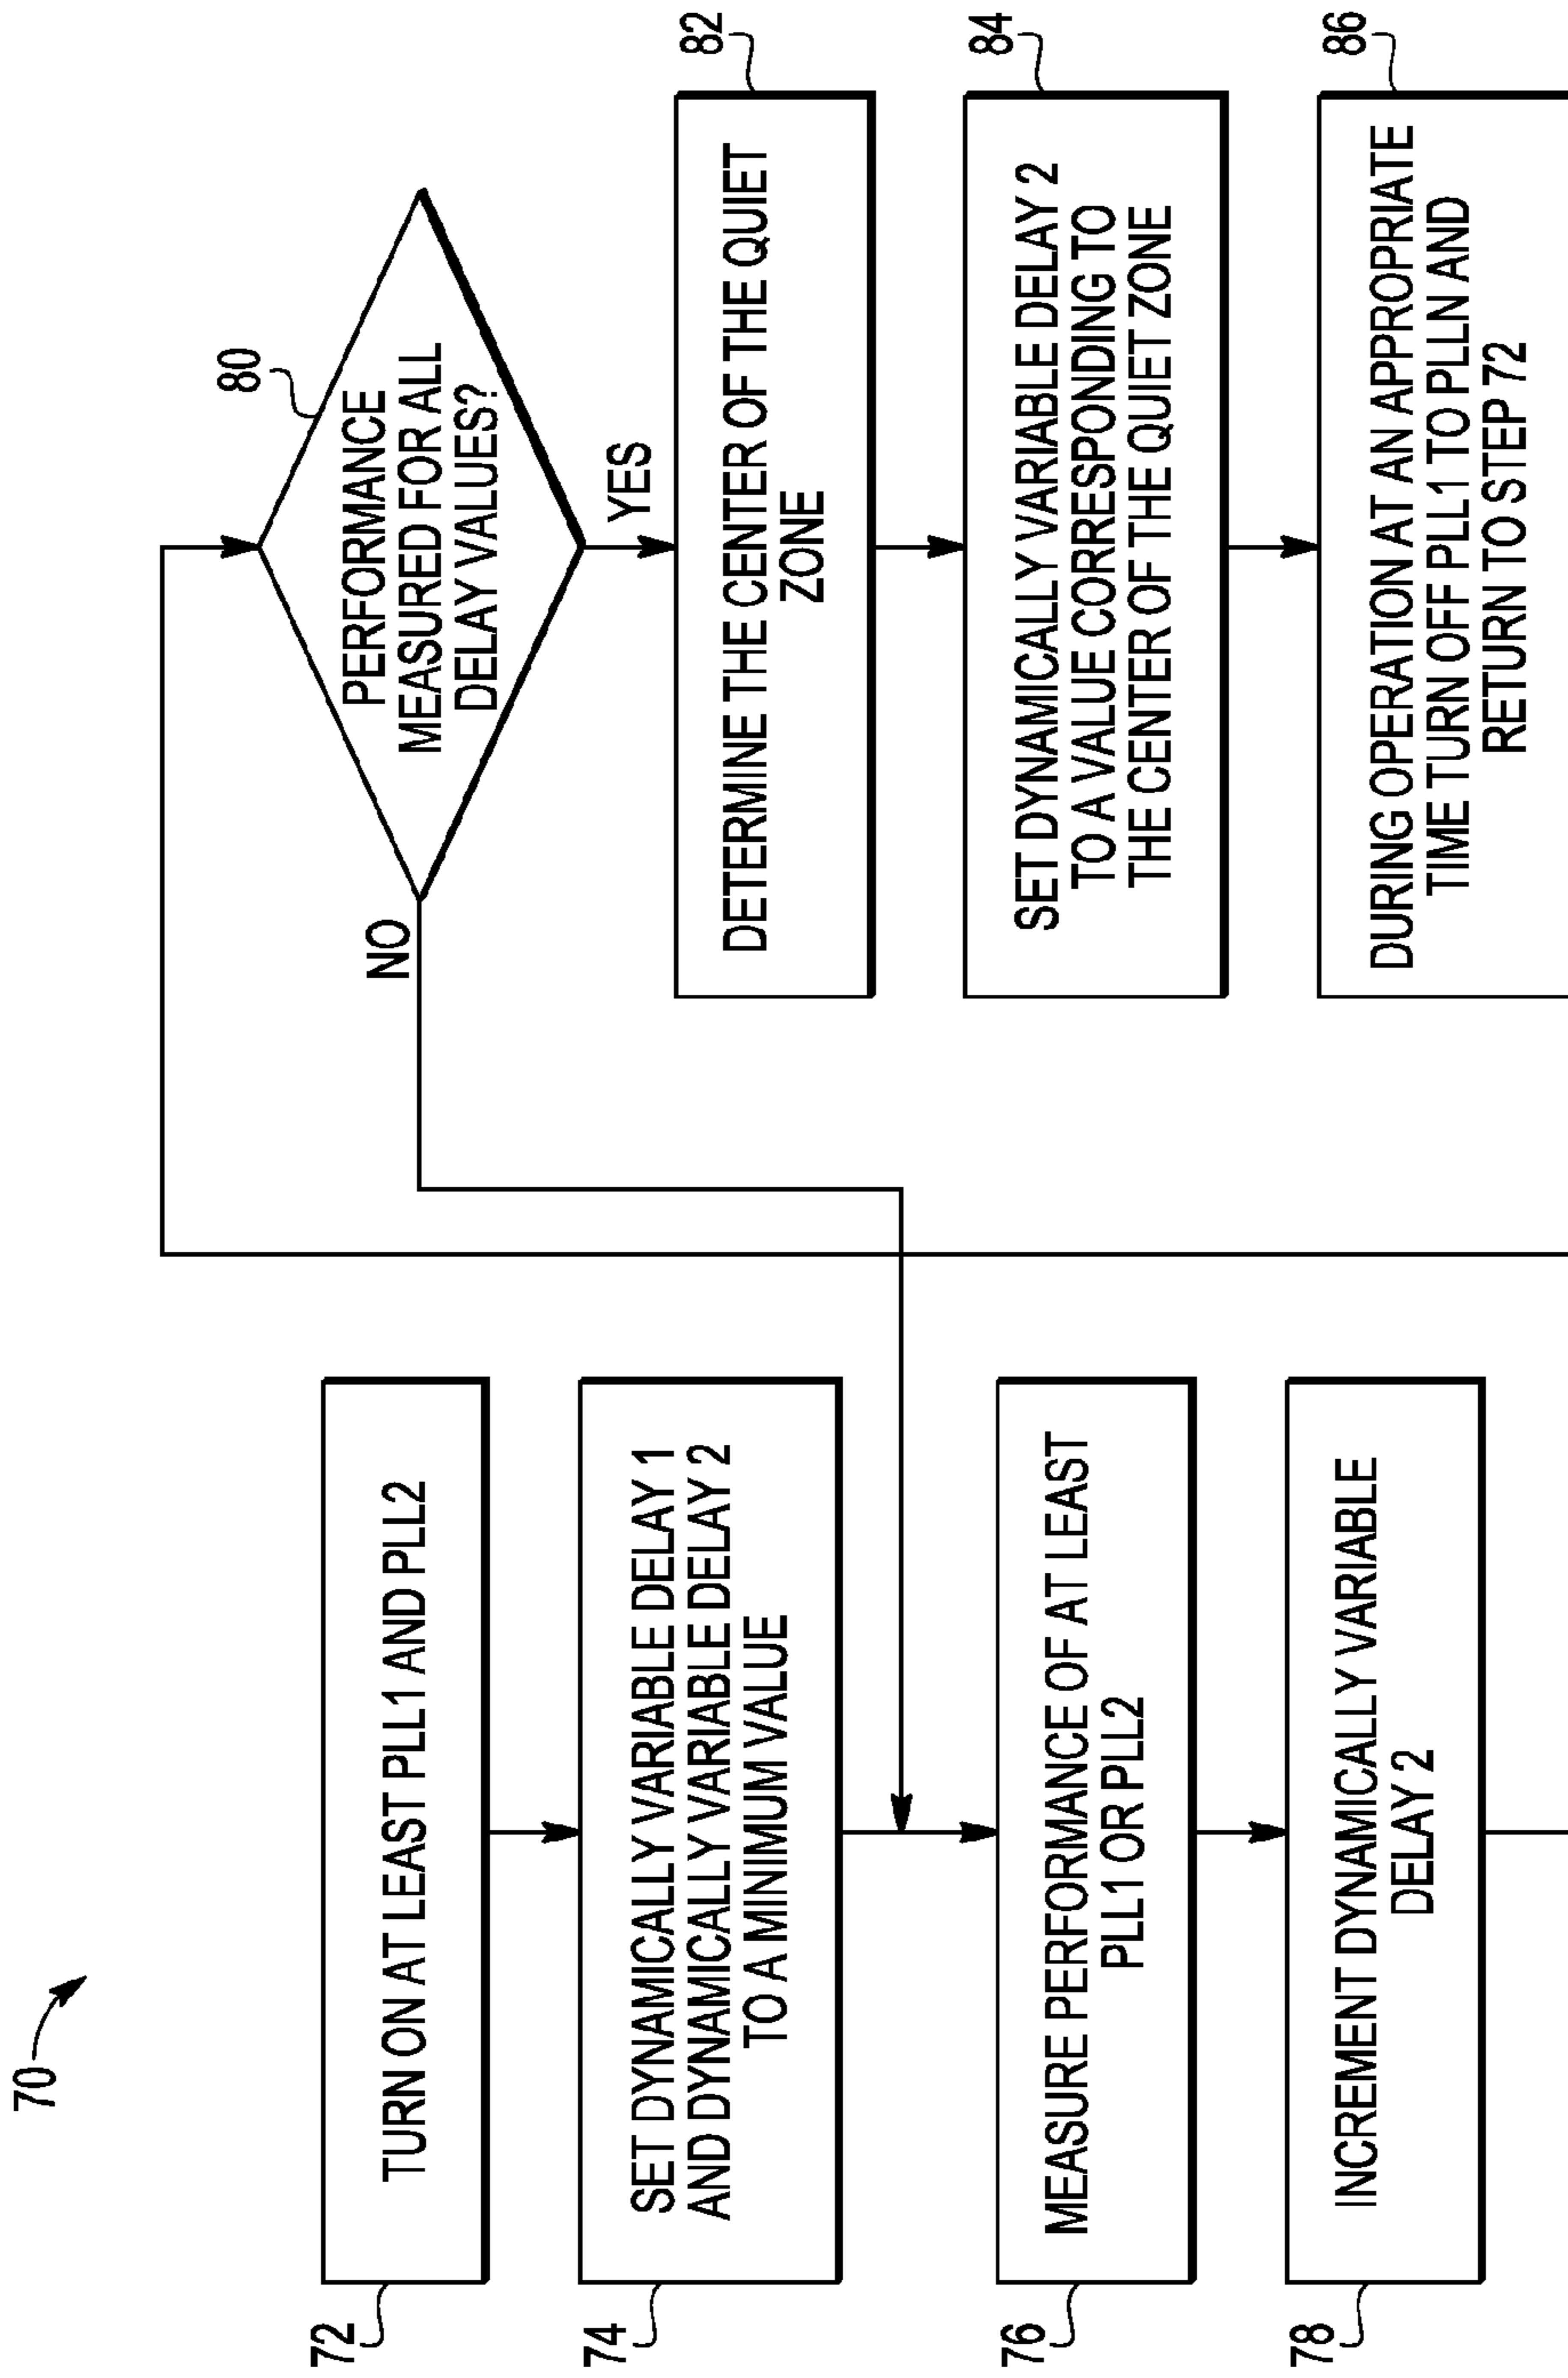 70
72
TURN ON AT LEAST PLL1 AND PLL2
74
SET DYNAMICALLY VARIABLE DELAY 1
AND DYNAMICALLY VARIABLE DELAY 2
TO A MINIMUM VALUE
76
MEASURE PERFORMANCE OF AT LEAST
PLL1 OR PLL2
78
INCREMENT DYNAMICALLY VARIABLE
DELAY 2
80
PERFORMANCE
MEASURED FOR ALL
DELAY VALUES?
NO
YES
82
DETERMINE THE CENTER OF THE QUIET
ZONE
84
SET DYNAMICALLY VARIABLE DELAY 2
TO A VALUE CORRESPONDING TO
THE CENTER OF THE QUIET ZONE
86
DURING OPERATION AT AN APPROPRIATE
TIME TURN OFF PLL1 TO PLLN AND
RETURN TO STEP 72